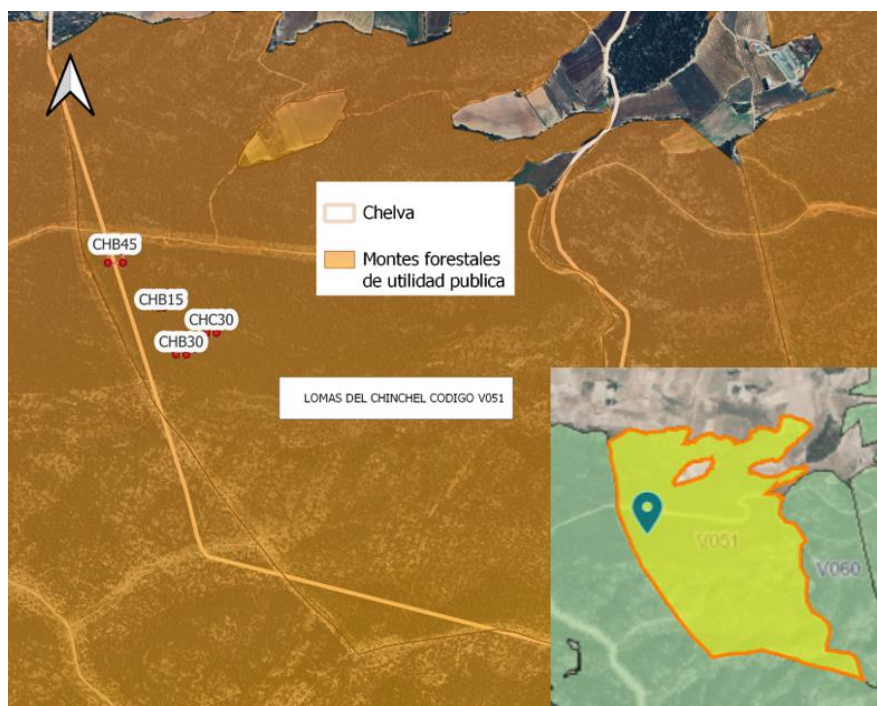 CHB45
CHB15
CHC30
CHB30
Chelva
Montes forestales
de utilidad publica
LOMAS DEL CHINCHEL CODIGO V051
V051
V060